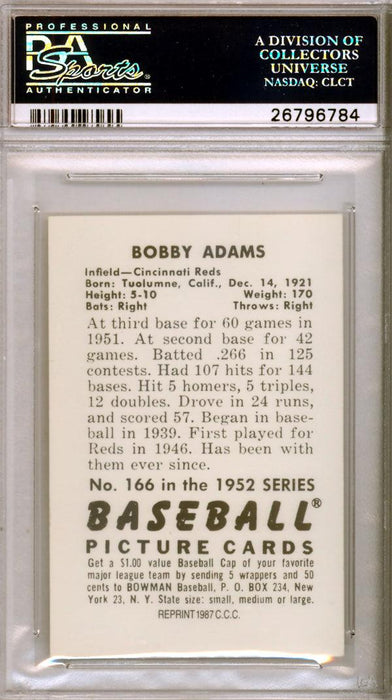 PROFESSIONAL
PSA
Sports
AUTHENTICATOR
A DIVISION OF
COLLECTORS
UNIVERSE
NASDAQ: CLCT
26796784
BOBBY ADAMS
Infield—Cincinnati Reds
Born: Tuolumne, Calif., Dec. 14, 1921
Height: 5-10 Weight: 170
Bats: Right Throws: Right
At third base for 60 games in
1951. At second base for 42
games. Batted .266 in 125
contests. Had 107 hits for 144
bases. Hit 5 homers, 5 triples,
12 doubles. Drove in 24 runs,
and scored 57. Began in base-
ball in 1939. First played for
Reds in 1946. Has been with
them ever since.
No. 166 in the 1952 SERIES
BASEBALL®
PICTURE CARDS
Get a $1.00 value Baseball Cap of your favorite
major league team by sending 5 wrappers and 50
cents to BOWMAN Baseball, P. O. BOX 234, New
York 23, N. Y. State size: small, medium or large.
REPRINT 1987 C.C.C.